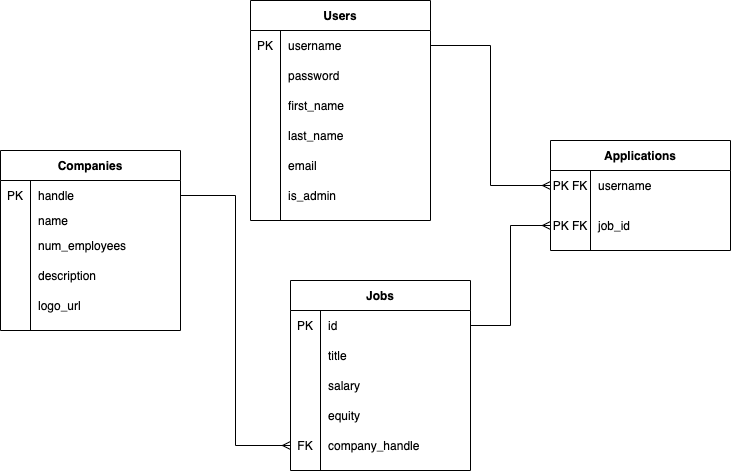 Users
PK username
password
first_name
last_name
email
is_admin
Companies
PK handle
name
num_employees
description
logo_url
Applications
PK FK username
PK FK job_id
Jobs
PK id
title
salary
equity
FK company_handle